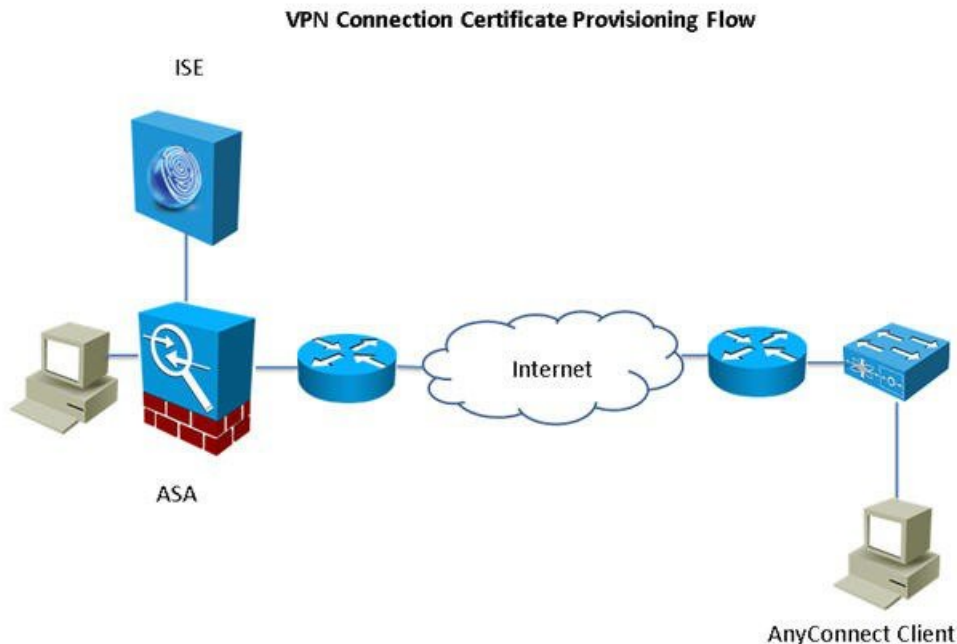 VPN Connection Certificate Provisioning Flow
ISE
Internet
ASA
AnyConnect Client